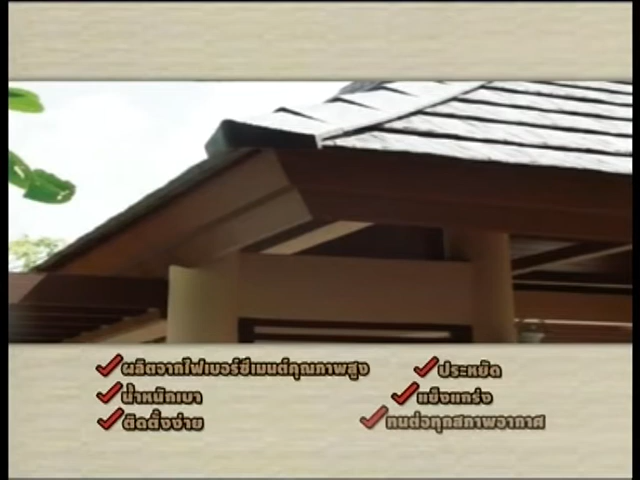 ผลิตจากไฟเบอร์ซีเมนต์คุณภาพสูง
น้ำหนักเบา
ติดตั้งง่าย
ประหยัด
แข็งแกร่ง
ทนต่อทุกสภาพอากาศ